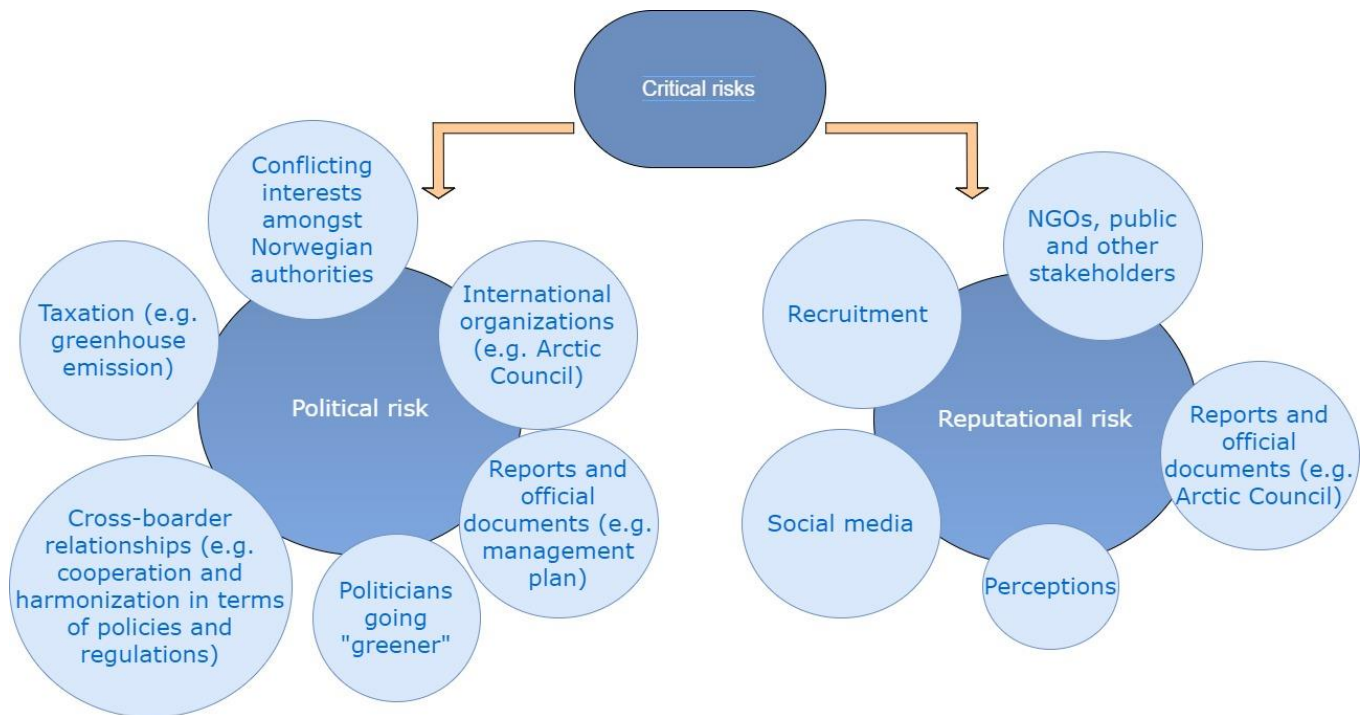 Critical risks
Conflicting
interests
amongst
Norwegian
authorities
Taxation (e.g.
greenhouse
emission)
International
organizations
(e.g. Arctic
Council)
Political risk
Cross-boarder
relationships (e.g.
cooperation and
harmonization in terms
of policies and
regulations)
Politicians
going
"greener"
Reports and
official
documents (e.g.
management
plan)
NGOs, public
and other
stakeholders
Recruitment
Reputational risk
Reports and
official
documents (e.g.
Arctic Council)
Social media
Perceptions